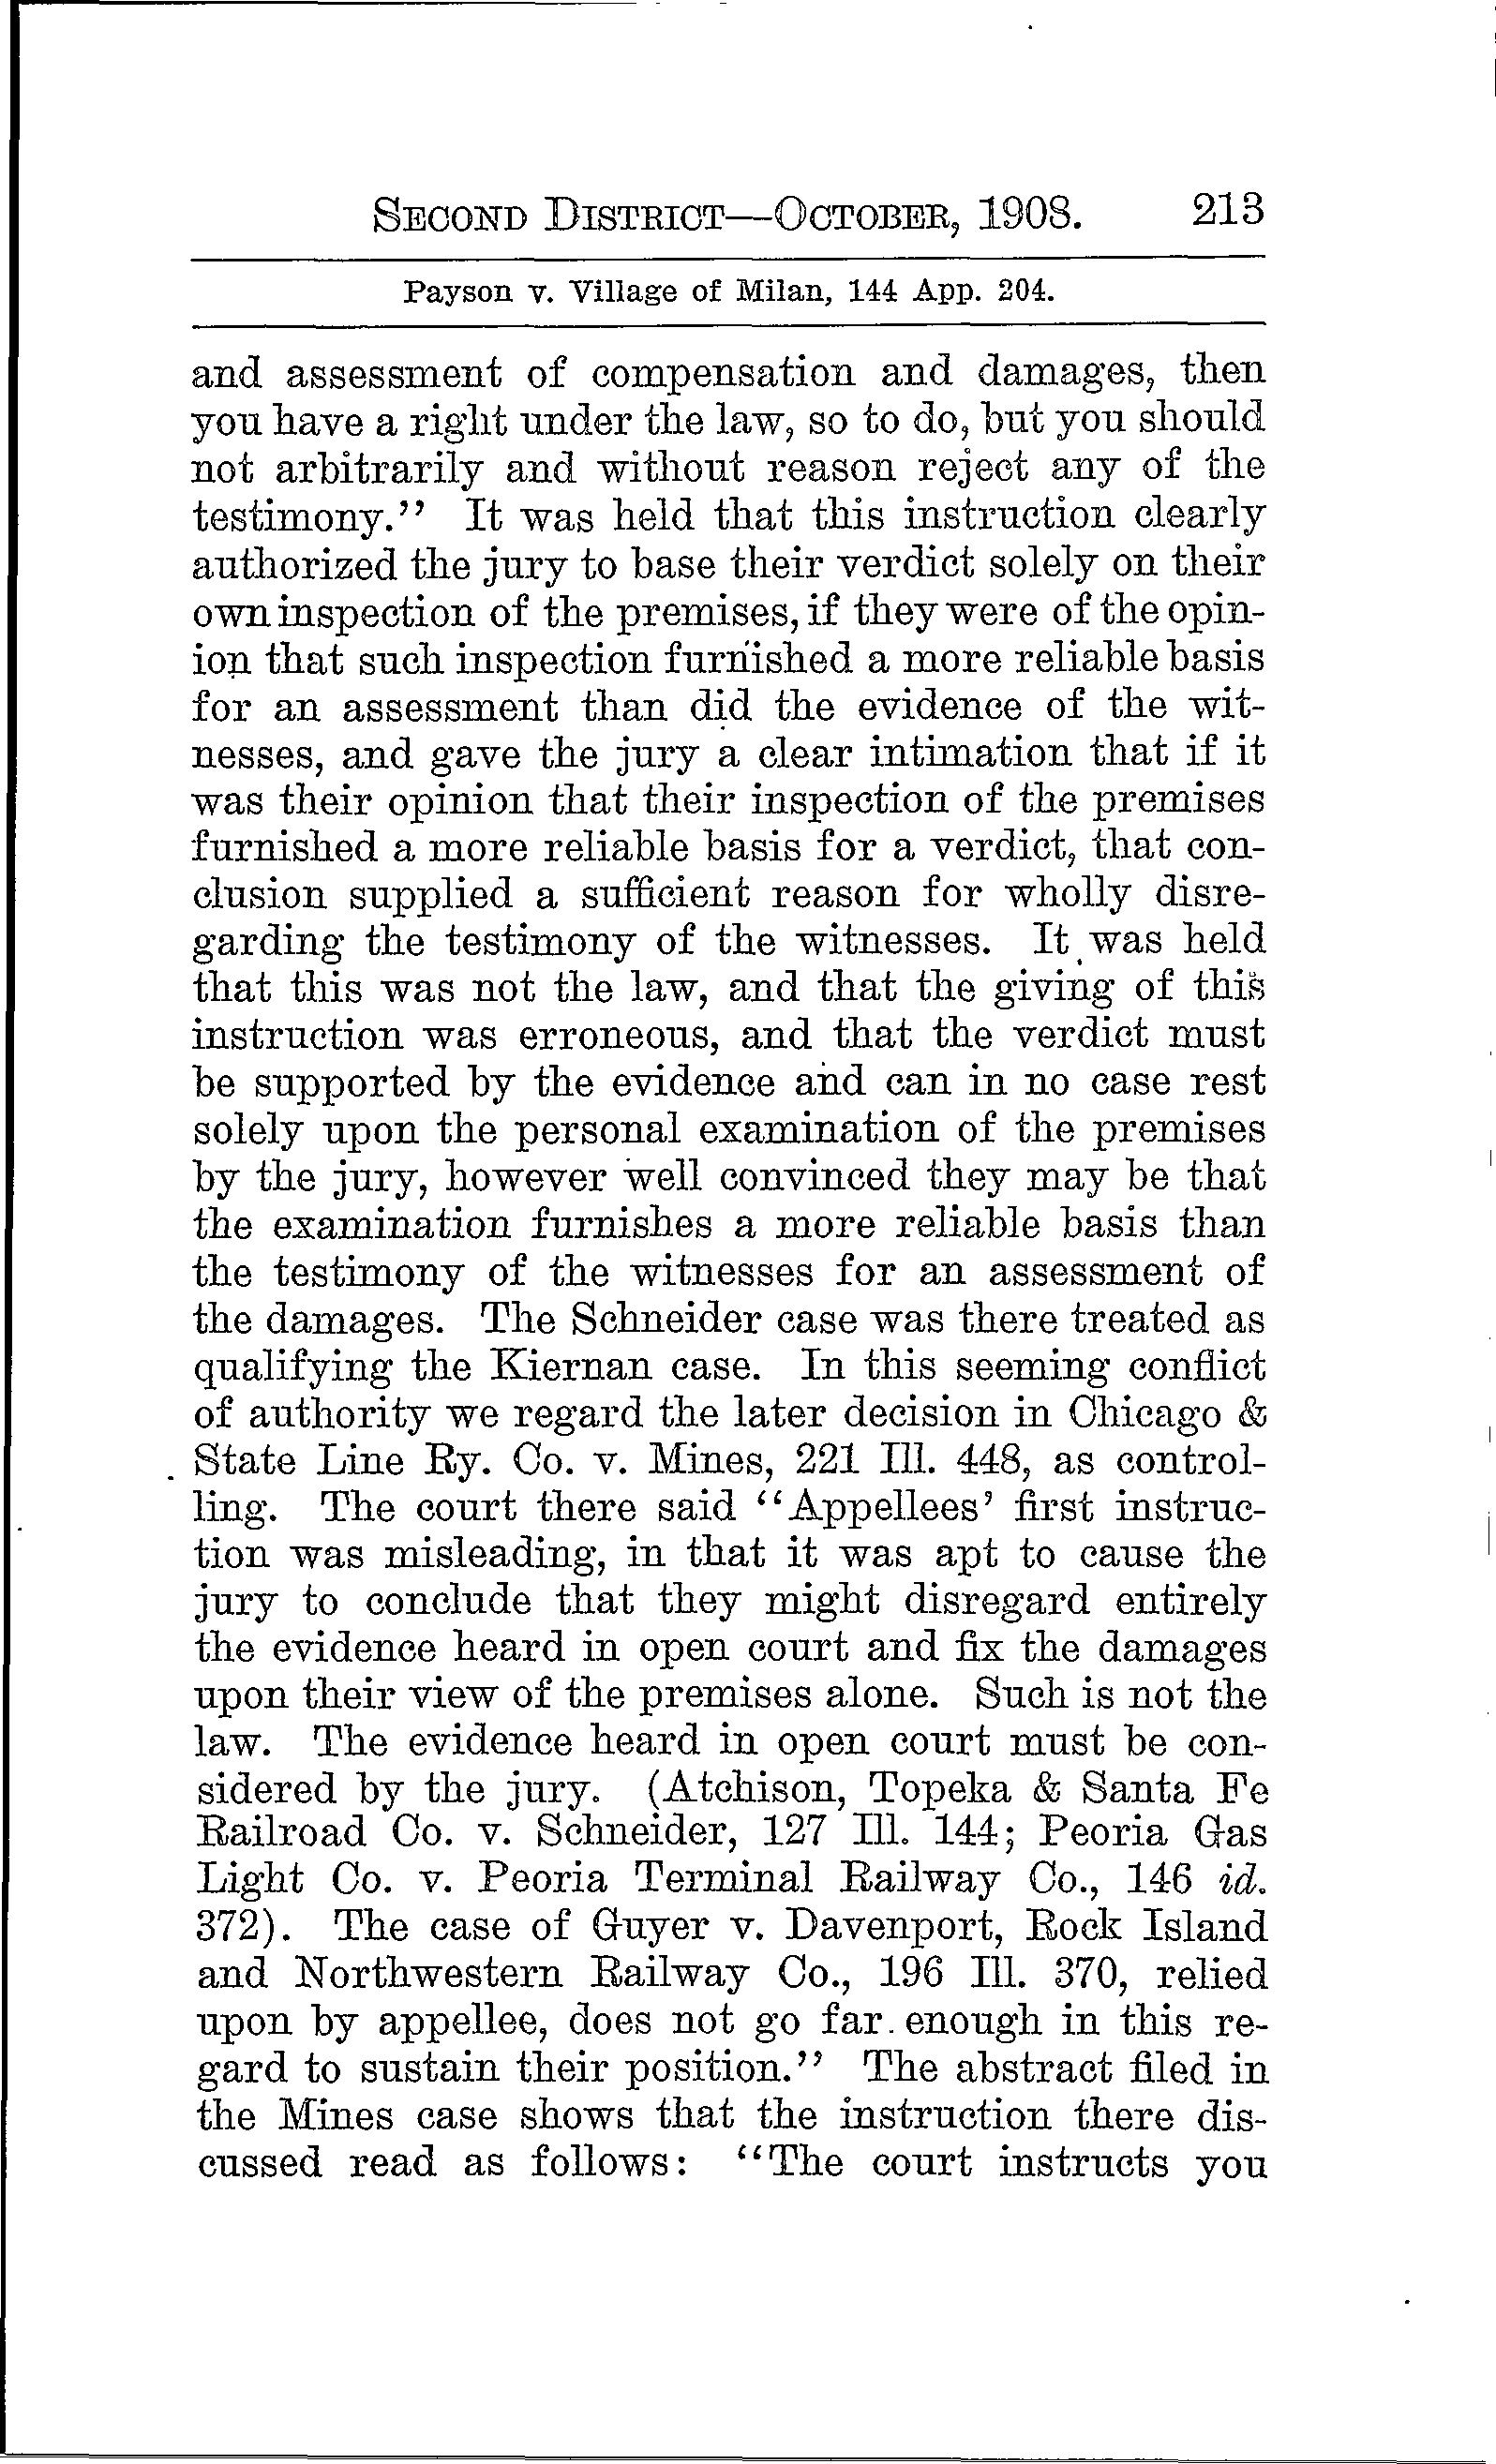 SECOND DISTRICT—OCTOBER, 1908. 213
Payson v. Village of Milan, 144 App. 204.
and assessment of compensation and damages, then
you have a right under the law, so to do, but you should
not arbitrarily and without reason reject any of the
testimony.” It was held that this instruction clearly
authorized the jury to base their verdict solely on their
own inspection of the premises, if they were of the opin-
ion that such inspection furnished a more reliable basis
for an assessment than did the evidence of the wit-
nesses, and gave the jury a clear intimation that if it
was their opinion that their inspection of the premises
furnished a more reliable basis for a verdict, that con-
clusion supplied a sufficient reason for wholly disre-
garding the testimony of the witnesses. It was held
that this was not the law, and that the giving of this
instruction was erroneous, and that the verdict must
be supported by the evidence and can in no case rest
solely upon the personal examination of the premises
by the jury, however well convinced they may be that
the examination furnishes a more reliable basis than
the testimony of the witnesses for an assessment of
the damages. The Schneider case was there treated as
qualifying the Kiernan case. In this seeming conflict
of authority we regard the later decision in Chicago &
State Line Ry. Co. v. Mines, 221 Ill. 448, as control-
ling. The court there said “Appellees’ first instruc-
tion was misleading, in that it was apt to cause the
jury to conclude that they might disregard entirely
the evidence heard in open court and fix the damages
upon their view of the premises alone. Such is not the
law. The evidence heard in open court must be con-
sidered by the jury. (Atchison, Topeka & Santa Fe
Railroad Co. v. Schneider, 127 Ill. 144; Peoria Gas
Light Co. v. Peoria Terminal Railway Co., 146 id.
372). The case of Guyer v. Davenport, Rock Island
and Northwestern Railway Co., 196 Ill. 370, relied
upon by appellee, does not go far enough in this re-
gard to sustain their position.” The abstract filed in
the Mines case shows that the instruction there dis-
cussed read as follows: “The court instructs you